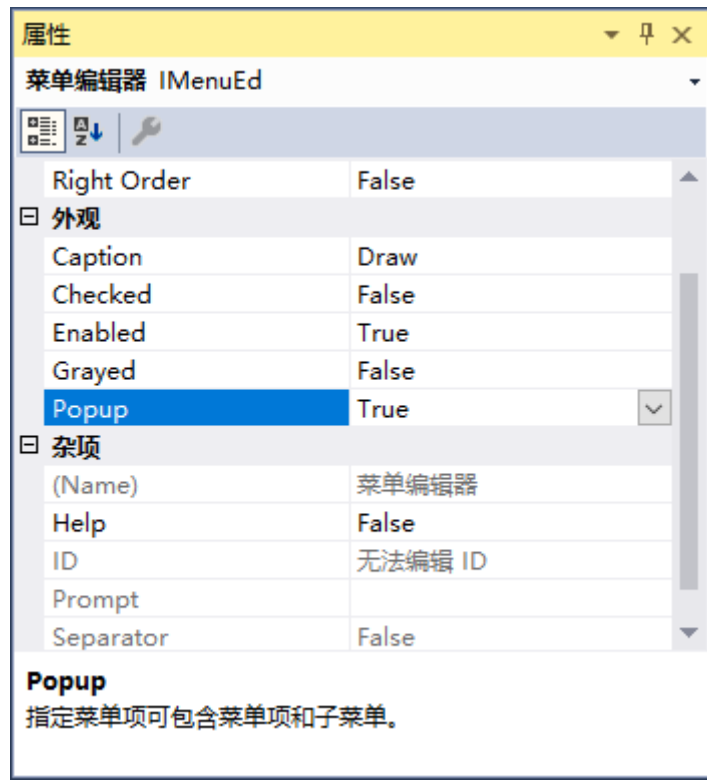 属性
菜单编辑器 IMenuEd
Right Order False
外观
Caption Draw
Checked False
Enabled True
Grayed False
Popup True
杂项
(Name) 菜单编辑器
Help False
ID 无法编辑 ID
Prompt
Separator False
Popup
指定菜单项可包含菜单项和子菜单。